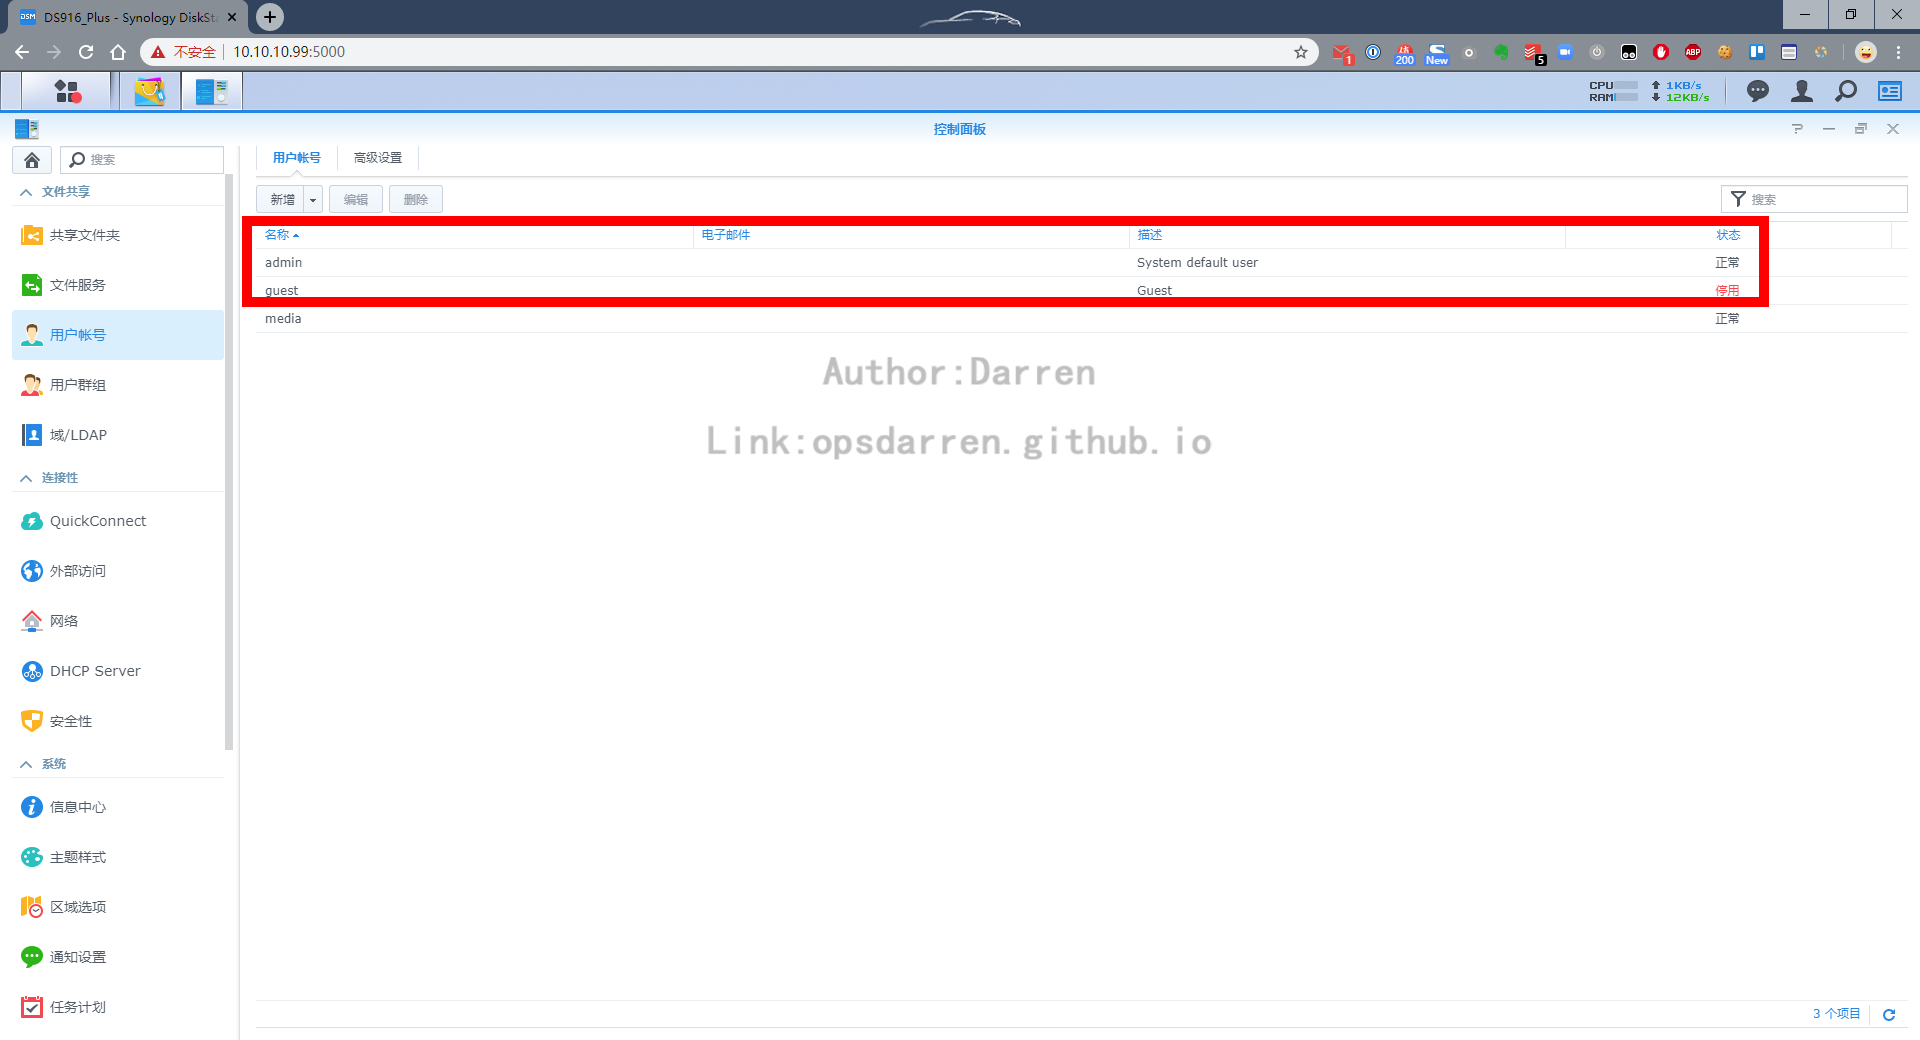 DSM DS916_Plus - Synology DiskSt
不安全 10.10.10.99:5000
1 200 New 5 ABP
CPU 1KB/s
RAM 12KB/s
控制面板
搜索
文件共享
共享文件夹
文件服务
用户帐号
用户群组
域/LDAP
连接性
QuickConnect
外部访问
网络
DHCP Server
安全性
系统
信息中心
主题样式
区域选项
通知设置
任务计划
用户帐号 高级设置
新增 编辑 删除 搜索
名称 电子邮件 描述 状态
admin System default user 正常
guest Guest 停用
media 正常
Author:Darren
Link:opsdarren.github.io
3 个项目